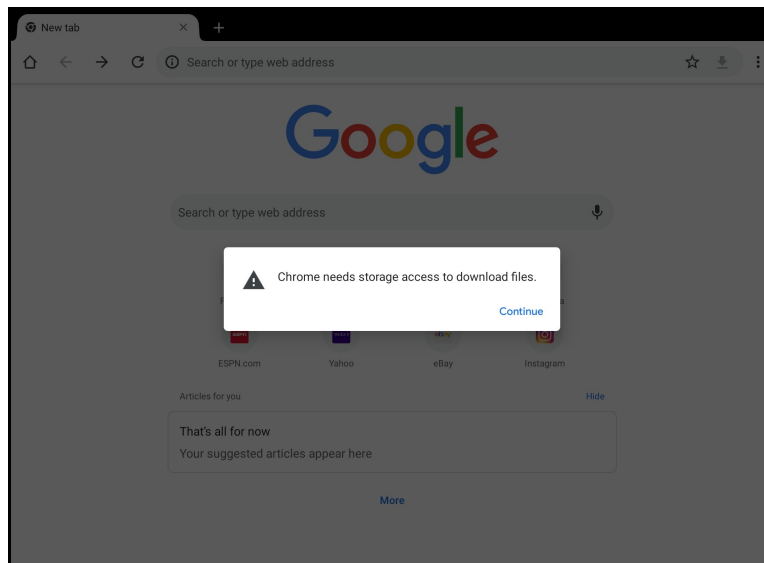 New tab
Search or type web address
Google
Search or type web address
Chrome needs storage access to download files.
Continue
ESPN.com
Yahoo
eBay
Instagram
Articles for you
Hide
That's all for now
Your suggested articles appear here
More